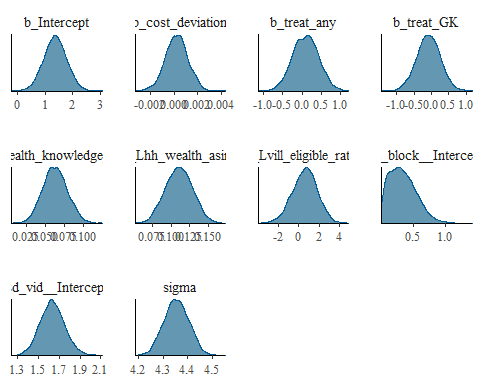 b_Intercept
b_cost_deviation
b_treat_any
b_treat_GK
0 1 2 3
-0.002 0.000 0.002 0.004
-1.0 -0.5 0.0 0.5 1.0
-1.0 -0.5 0.0 0.5 1.0
ealth_knowledge
Lhh_wealth_asin
Lvill_eligible_rat
_block__Interce
0.025 0.050 0.075 0.100
0.075 0.100 0.125 0.150
-2 0 2 4
0.5 1.0
sd_vid__Intercep
sigma
1.3 1.5 1.7 1.9 2.1
4.2 4.3 4.4 4.5